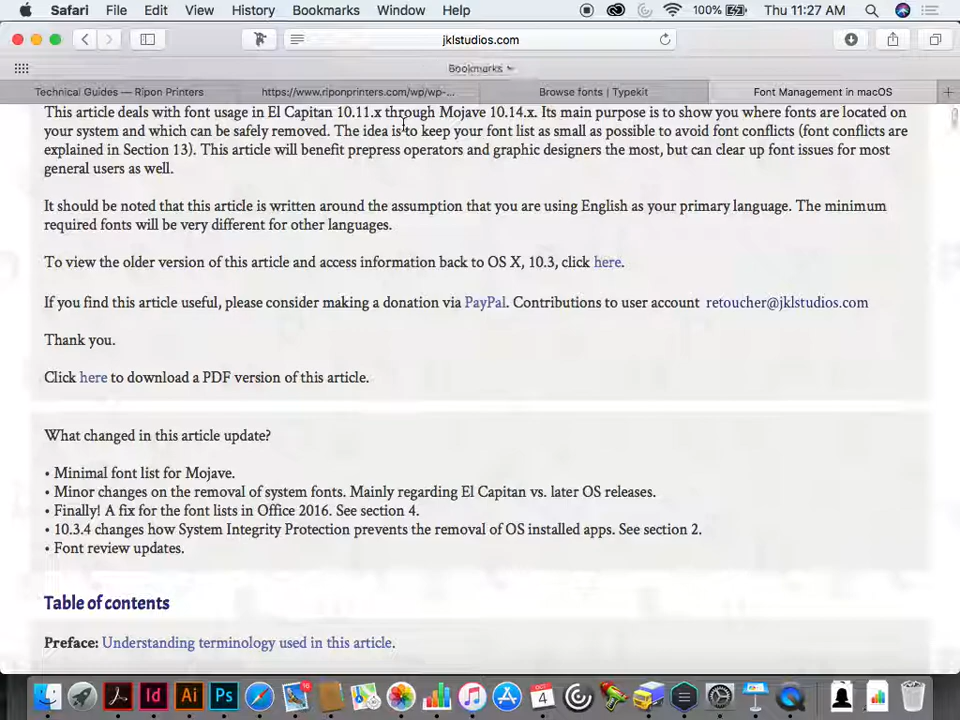 Safari File Edit View History Bookmarks Window Help 100% Thu 11:27 AM
jklstudios.com
Bookmarks
Technical Guides — Ripon Printers https://www.riponprinters.com/wp/wp-... Browse fonts | Typekit Font Management in macOS
This article deals with font usage in El Capitan 10.11.x through Mojave 10.14.x. Its main purpose is to show you where fonts are located on
your system and which can be safely removed. The idea is to keep your font list as small as possible to avoid font conflicts (font conflicts are
explained in Section 13). This article will benefit prepress operators and graphic designers the most, but can clear up font issues for most
general users as well.
It should be noted that this article is written around the assumption that you are using English as your primary language. The minimum
required fonts will be very different for other languages.
To view the older version of this article and access information back to OS X, 10.3, click here.
If you find this article useful, please consider making a donation via PayPal. Contributions to user account retoucher@jklstudios.com
Thank you.
Click here to download a PDF version of this article.
What changed in this article update?
• Minimal font list for Mojave.
• Minor changes on the removal of system fonts. Mainly regarding El Capitan vs. later OS releases.
• Finally! A fix for the font lists in Office 2016. See section 4.
• 10.3.4 changes how System Integrity Protection prevents the removal of OS installed apps. See section 2.
• Font review updates.
Table of contents
Preface: Understanding terminology used in this article.
Id Ai Ps OCT 4